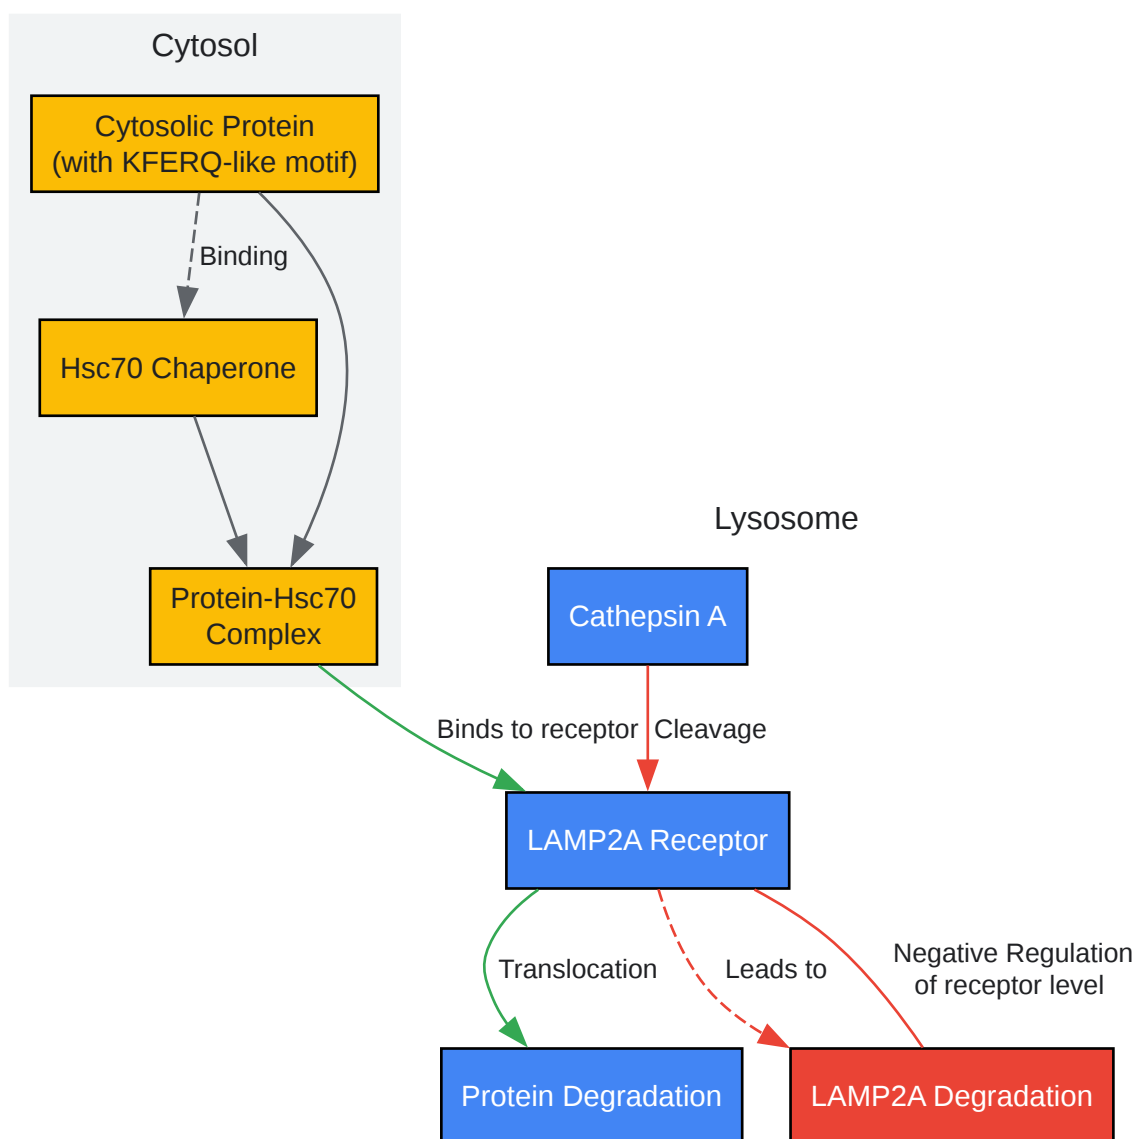 Cytosol
Cytosolic Protein
(with KFERQ-like motif)
Binding
Hsc70 Chaperone
Protein-Hsc70
Complex
Lysosome
Cathepsin A
Binds to receptor
Cleavage
LAMP2A Receptor
Translocation
Leads to
Negative Regulation
of receptor level
Protein Degradation
LAMP2A Degradation